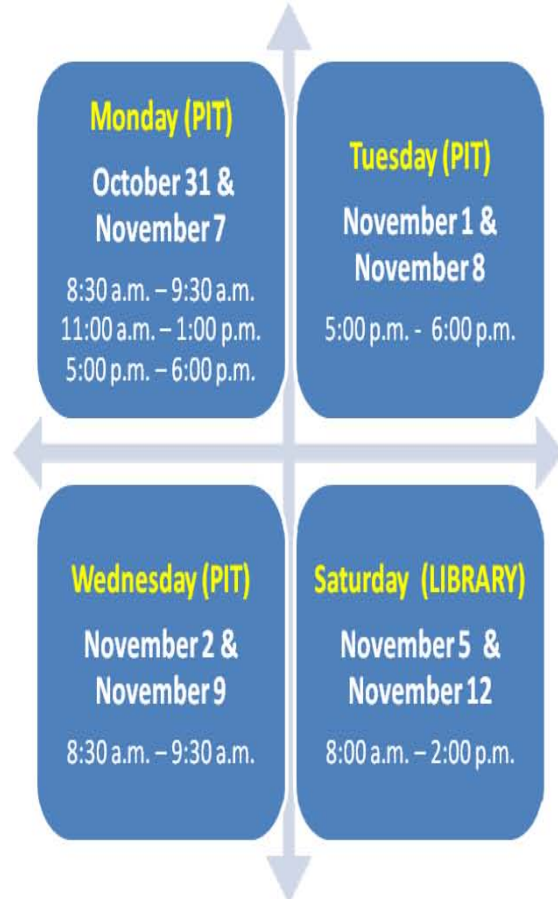 Monday (PIT)
October 31 &
November 7
8:30 a.m. – 9:30 a.m.
11:00 a.m. – 1:00 p.m.
5:00 p.m. – 6:00 p.m.
Tuesday (PIT)
November 1 &
November 8
5:00 p.m. - 6:00 p.m.
Wednesday (PIT)
November 2 &
November 9
8:30 a.m. – 9:30 a.m.
Saturday (LIBRARY)
November 5 &
November 12
8:00 a.m. – 2:00 p.m.